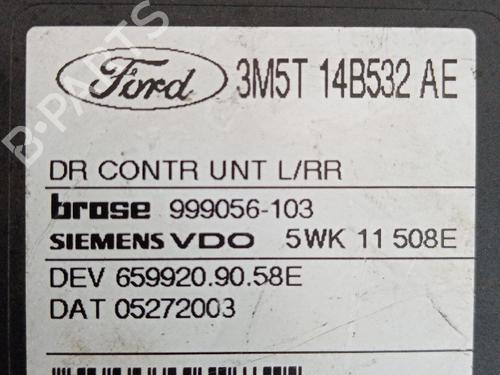 Ford 3M5T 14B532 AE
DR CONTR UNT L/RR
brose 999056-103
SIEMENS VDO 5WK 11 508E
DEV 659920.90.58E
DAT 05272003
B-PARTS